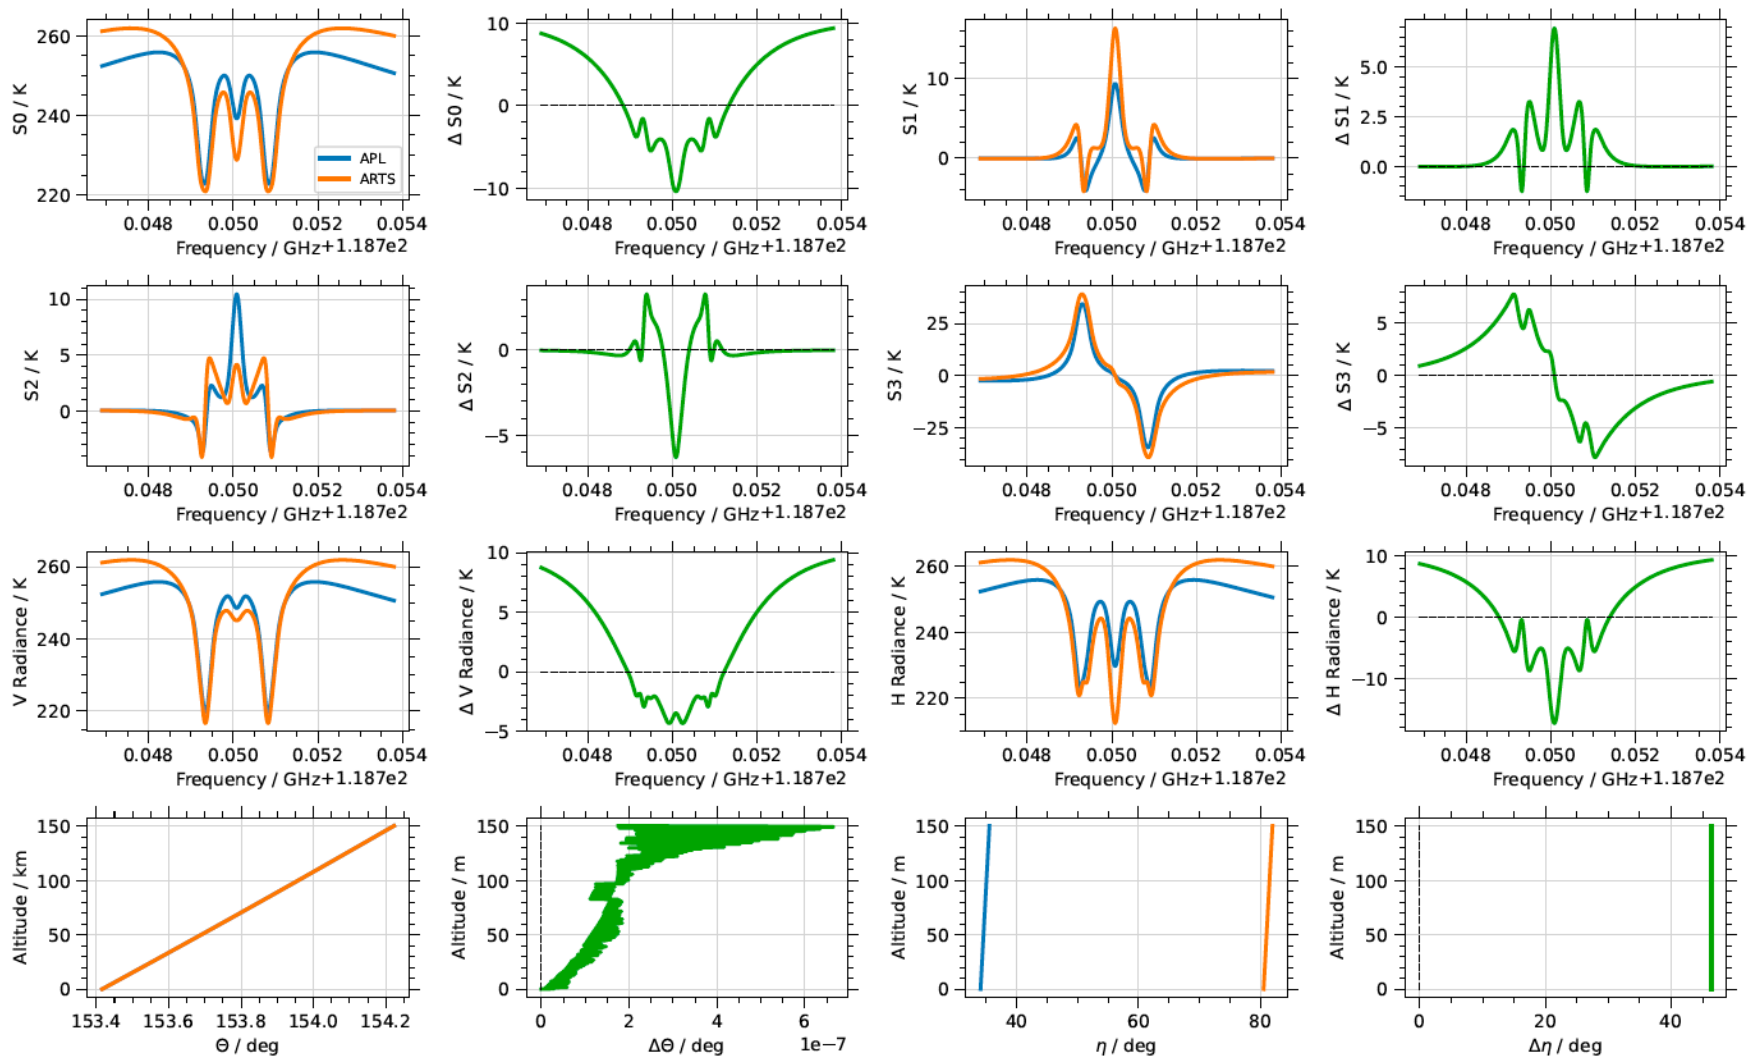 S0 / K
260
240
220
APL
ARTS
0.048 0.050 0.052 0.054
Frequency / GHz+1.187e2
Δ S0 / K
10
0
−10
0.048 0.050 0.052 0.054
Frequency / GHz+1.187e2
S1 / K
10
0
0.048 0.050 0.052 0.054
Frequency / GHz+1.187e2
Δ S1 / K
5.0
2.5
0.0
0.048 0.050 0.052 0.054
Frequency / GHz+1.187e2
S2 / K
10
5
0
0.048 0.050 0.052 0.054
Frequency / GHz+1.187e2
Δ S2 / K
0
−5
0.048 0.050 0.052 0.054
Frequency / GHz+1.187e2
S3 / K
25
0
−25
0.048 0.050 0.052 0.054
Frequency / GHz+1.187e2
Δ S3 / K
5
0
−5
0.048 0.050 0.052 0.054
Frequency / GHz+1.187e2
V Radiance / K
260
240
220
0.048 0.050 0.052 0.054
Frequency / GHz+1.187e2
Δ V Radiance / K
10
5
0
−5
0.048 0.050 0.052 0.054
Frequency / GHz+1.187e2
H Radiance / K
260
240
220
0.048 0.050 0.052 0.054
Frequency / GHz+1.187e2
Δ H Radiance / K
10
0
−10
0.048 0.050 0.052 0.054
Frequency / GHz+1.187e2
Altitude / km
150
100
50
0
153.4 153.6 153.8 154.0 154.2
Θ / deg
Altitude / m
150
100
50
0
0 2 4 6
ΔΘ / deg 1e−7
Altitude / m
150
100
50
0
40 60 80
η / deg
Altitude / m
150
100
50
0
0 20 40
Δη / deg